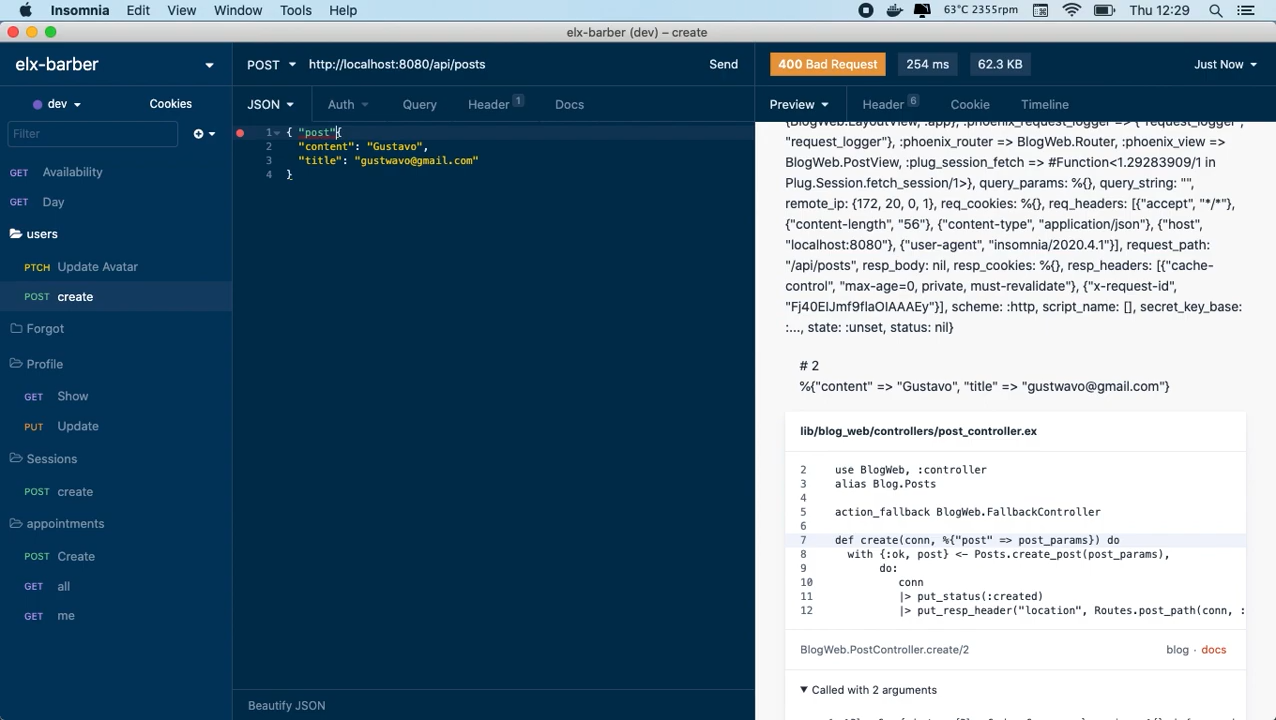 Insomnia Edit View Window Tools Help 63°C 2355rpm Thu 12:29
elx-barber (dev) – create
elx-barber
dev Cookies
Filter
GET Availability
GET Day
users
PTCH Update Avatar
POST create
Forgot
Profile
GET Show
PUT Update
Sessions
POST create
appointments
POST Create
GET all
GET me
POST http://localhost:8080/api/posts Send
JSON Auth Query Header 1 Docs
1 { "post"{
2 "content": "Gustavo",
3 "title": "gustwavo@gmail.com"
4 }
Beautify JSON
400 Bad Request 254 ms 62.3 KB Just Now
Preview Header 6 Cookie Timeline
{BlogWeb.LayoutView, :app}, :phoenix_request_logger => {"request_logger",
"request_logger"}, :phoenix_router => BlogWeb.Router, :phoenix_view =>
BlogWeb.PostView, :plug_session_fetch => #Function<1.29283909/1 in
Plug.Session.fetch_session/1>}, query_params: %{}, query_string: "",
remote_ip: {172, 20, 0, 1}, req_cookies: %{}, req_headers: [{"accept", "*/*"},
{"content-length", "56"}, {"content-type", "application/json"}, {"host",
"localhost:8080"}, {"user-agent", "insomnia/2020.4.1"}], request_path:
"/api/posts", resp_body: nil, resp_cookies: %{}, resp_headers: [{"cache-
control", "max-age=0, private, must-revalidate"}, {"x-request-id",
"Fj40EIJmf9flaOIAAAEy"}], scheme: :http, script_name: [], secret_key_base:
:..., state: :unset, status: nil}
# 2
%{"content" => "Gustavo", "title" => "gustwavo@gmail.com"}
lib/blog_web/controllers/post_controller.ex
2 use BlogWeb, :controller
3 alias Blog.Posts
4
5 action_fallback BlogWeb.FallbackController
6
7 def create(conn, %{"post" => post_params}) do
8 with {:ok, post} <- Posts.create_post(post_params),
9 do:
10 conn
11 |> put_status(:created)
12 |> put_resp_header("location", Routes.post_path(conn, :
BlogWeb.PostController.create/2 blog · docs
▼ Called with 2 arguments